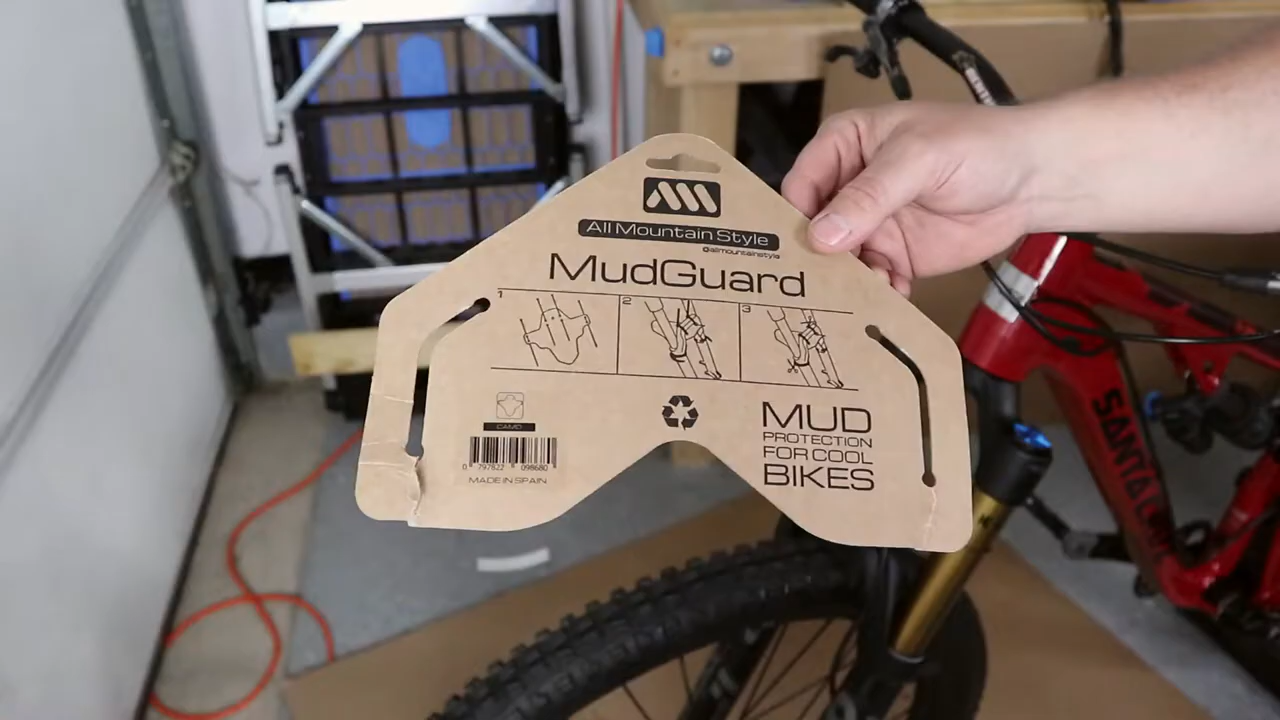 All Mountain Style
@allmountainstyle
MudGuard
1 2 3
CAMO
0 797822 098680
MADE IN SPAIN
MUD
PROTECTION
FOR COOL
BIKES
SANTA CRUZ